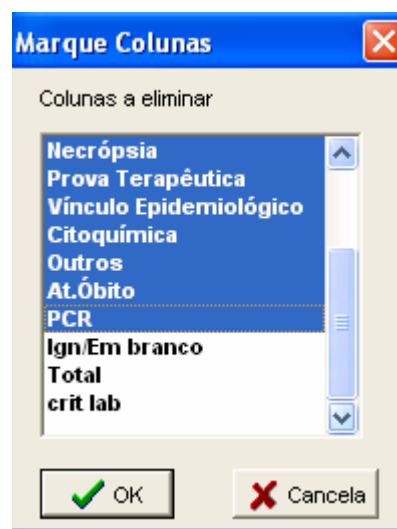 Marque Colunas
Colunas a eliminar
Necrópsia
Prova Terapêutica
Vínculo Epidemiológico
Citoquímica
Outros
At.Óbito
PCR
Ign/Em branco
Total
crit lab
OK
Cancela